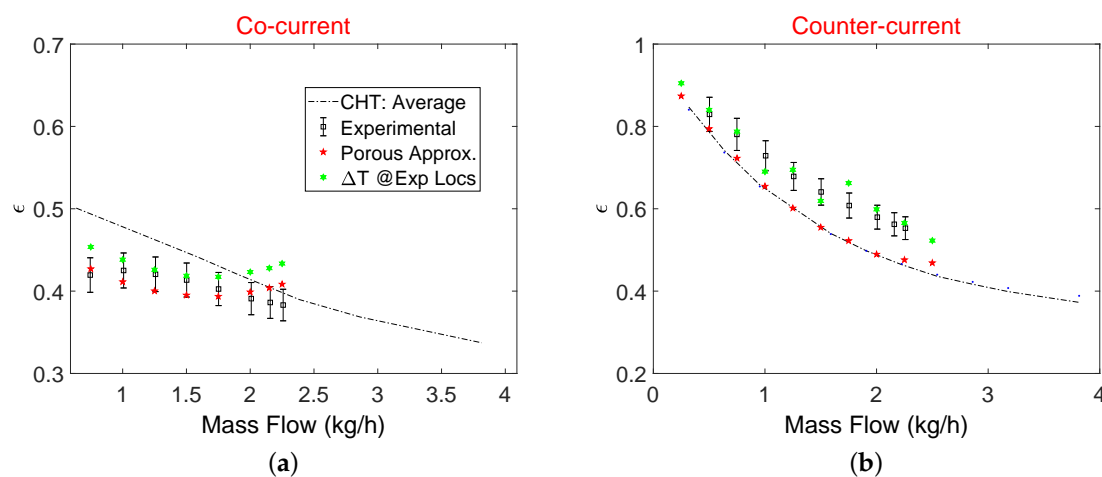 Co-current
0.7
0.6
0.5
0.4
0.3
ϵ
CHT: Average
Experimental
Porous Approx.
ΔT @Exp Locs
1 1.5 2 2.5 3 3.5 4
Mass Flow (kg/h)
(a)
Counter-current
1
0.8
0.6
0.4
0.2
ϵ
0 1 2 3 4
Mass Flow (kg/h)
(b)